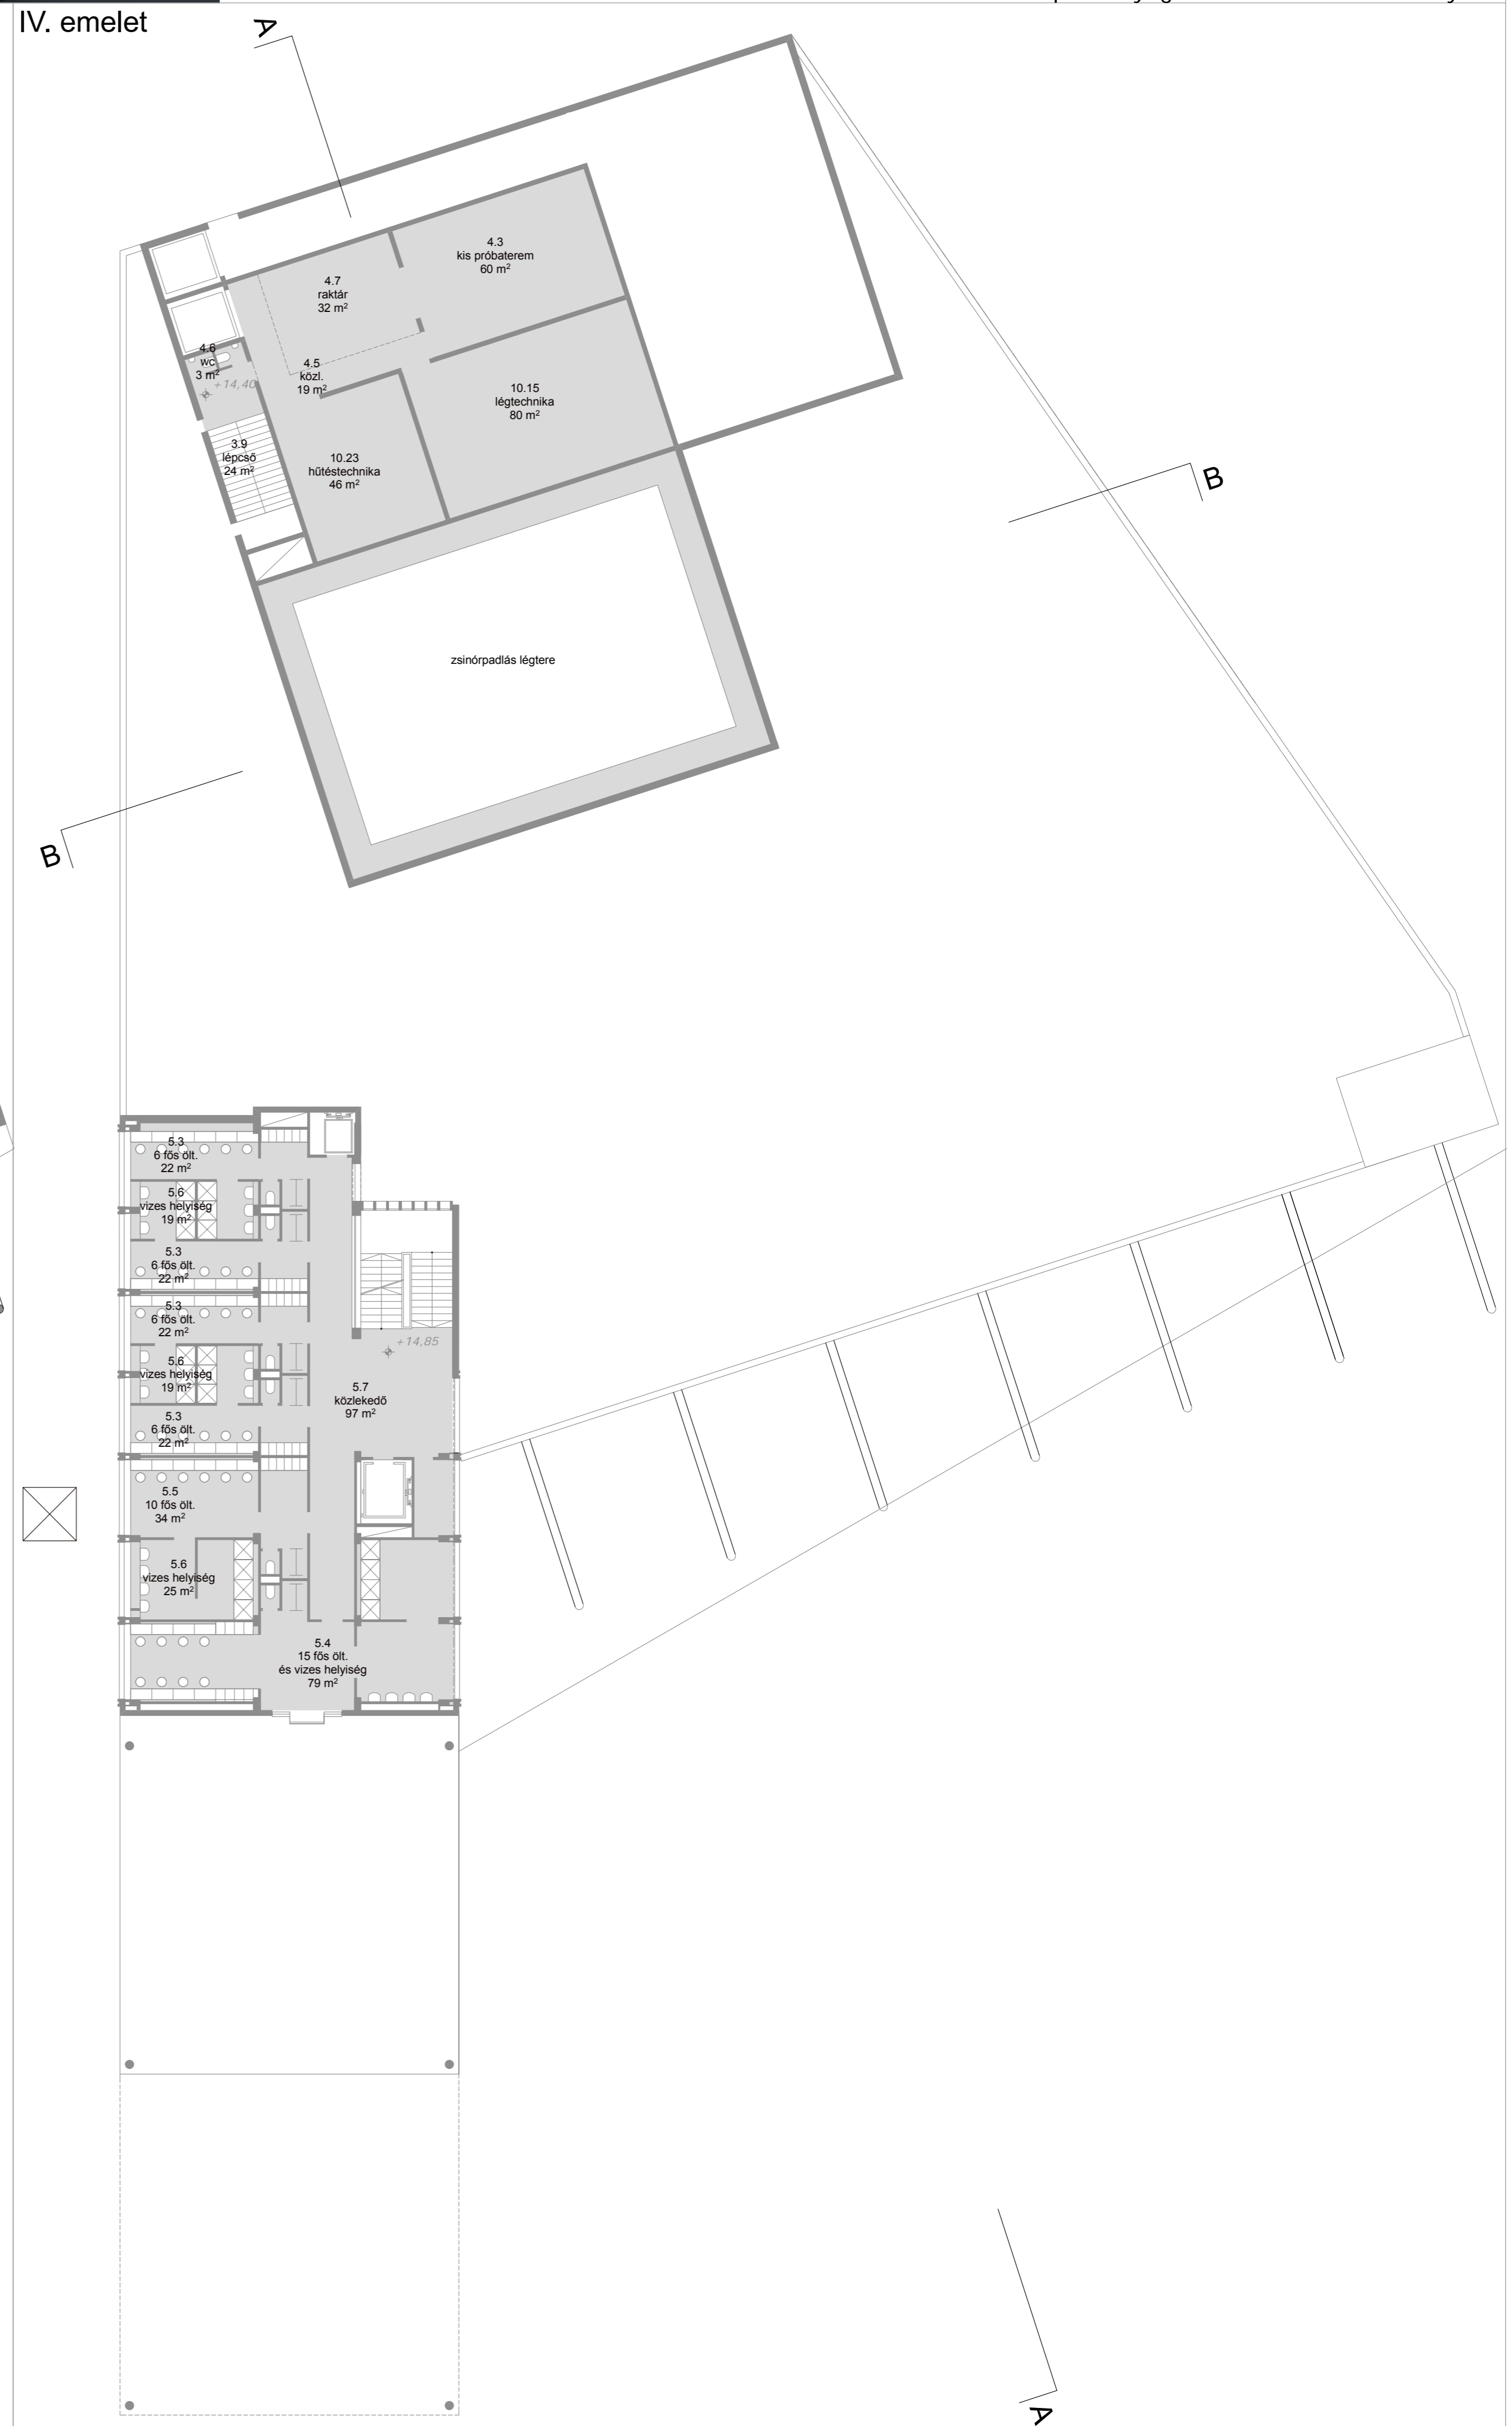 IV. emelet
A
4.3
kis próbaterem
60 m²
4.7
raktár
32 m²
4.6
wc
3 m²
+14,40
4.5
közl.
19 m²
10.15
légtechnika
80 m²
3.9
lépcső
24 m²
10.23
hűtéstechnika
46 m²
B
zsinórpadlás légtere
B
5.3
6 fős ölt.
22 m²
5.6
vizes helyiség
19 m²
5.3
6 fős ölt.
22 m²
5.3
6 fős ölt.
22 m²
+14,85
5.6
vizes helyiség
19 m²
5.7
közlekedő
97 m²
5.3
6 fős ölt.
22 m²
5.5
10 fős ölt.
34 m²
5.6
vizes helyiség
25 m²
5.4
15 fős ölt.
és vizes helyiség
79 m²
A